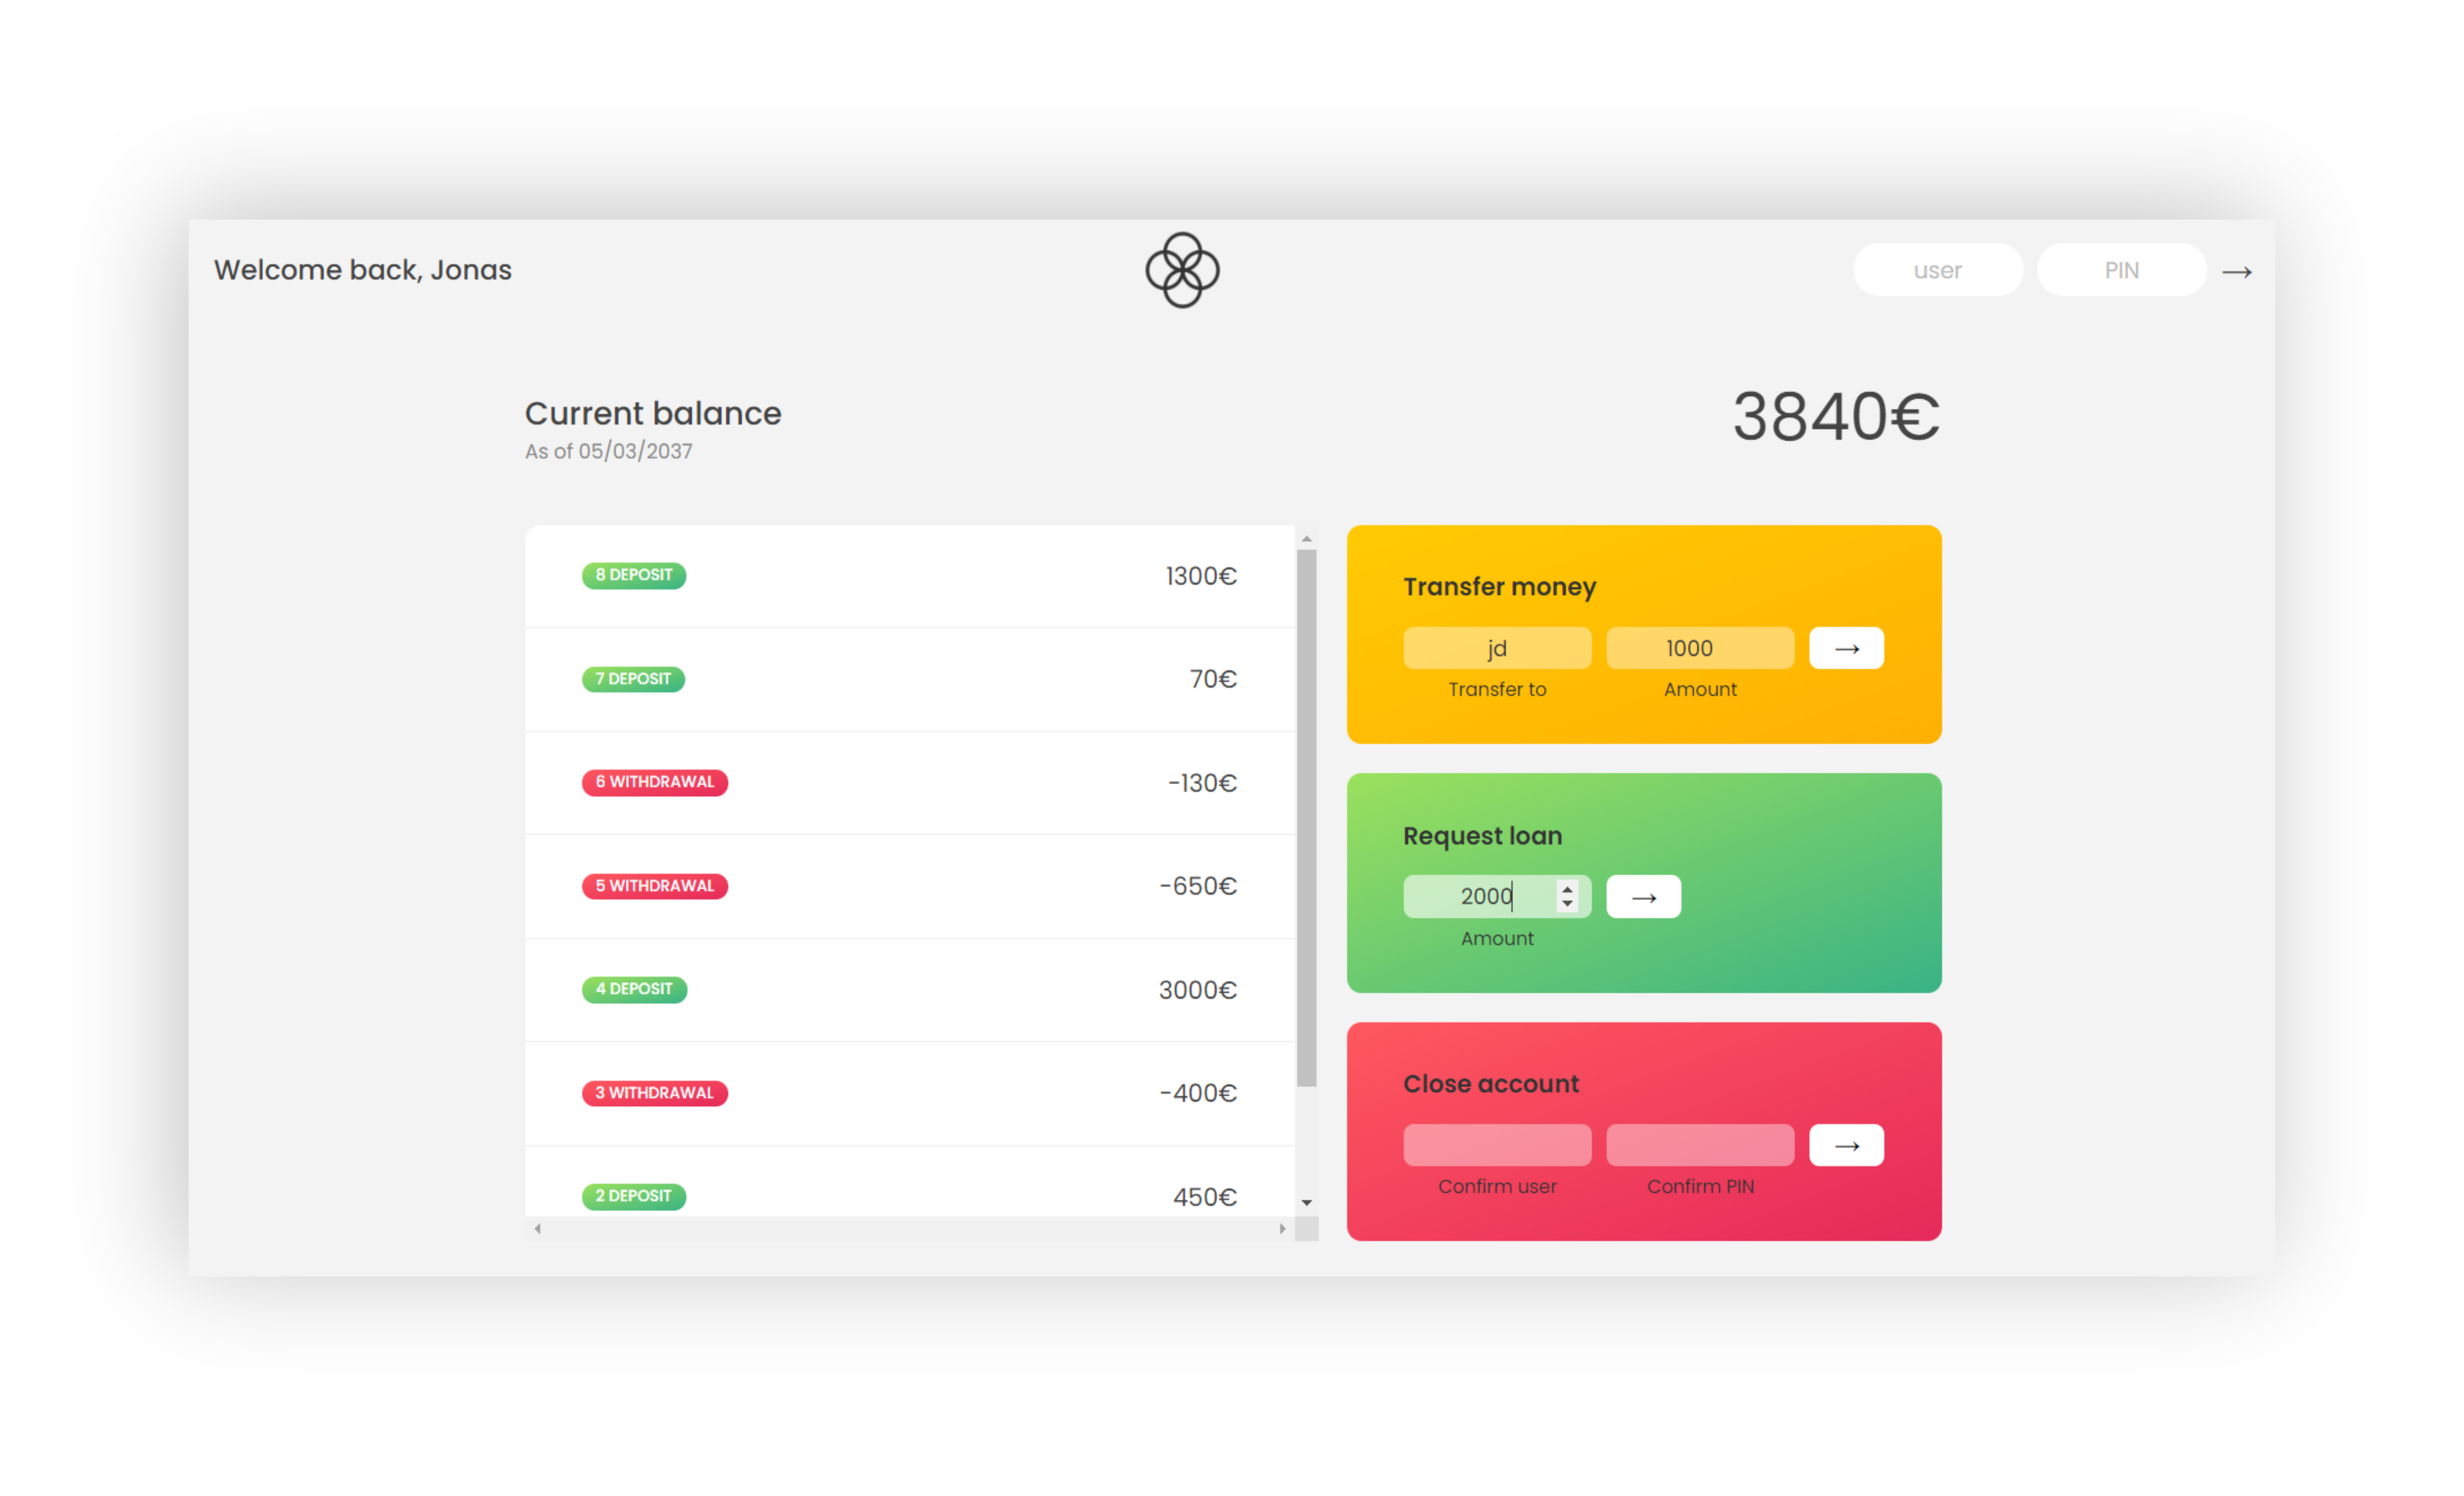 Welcome back, Jonas
user
PIN
→
Current balance
As of 05/03/2037
3840€
8 DEPOSIT
1300€
7 DEPOSIT
70€
6 WITHDRAWAL
-130€
5 WITHDRAWAL
-650€
4 DEPOSIT
3000€
3 WITHDRAWAL
-400€
2 DEPOSIT
450€
Transfer money
jd
1000
→
Transfer to
Amount
Request loan
2000
→
Amount
Close account
→
Confirm user
Confirm PIN